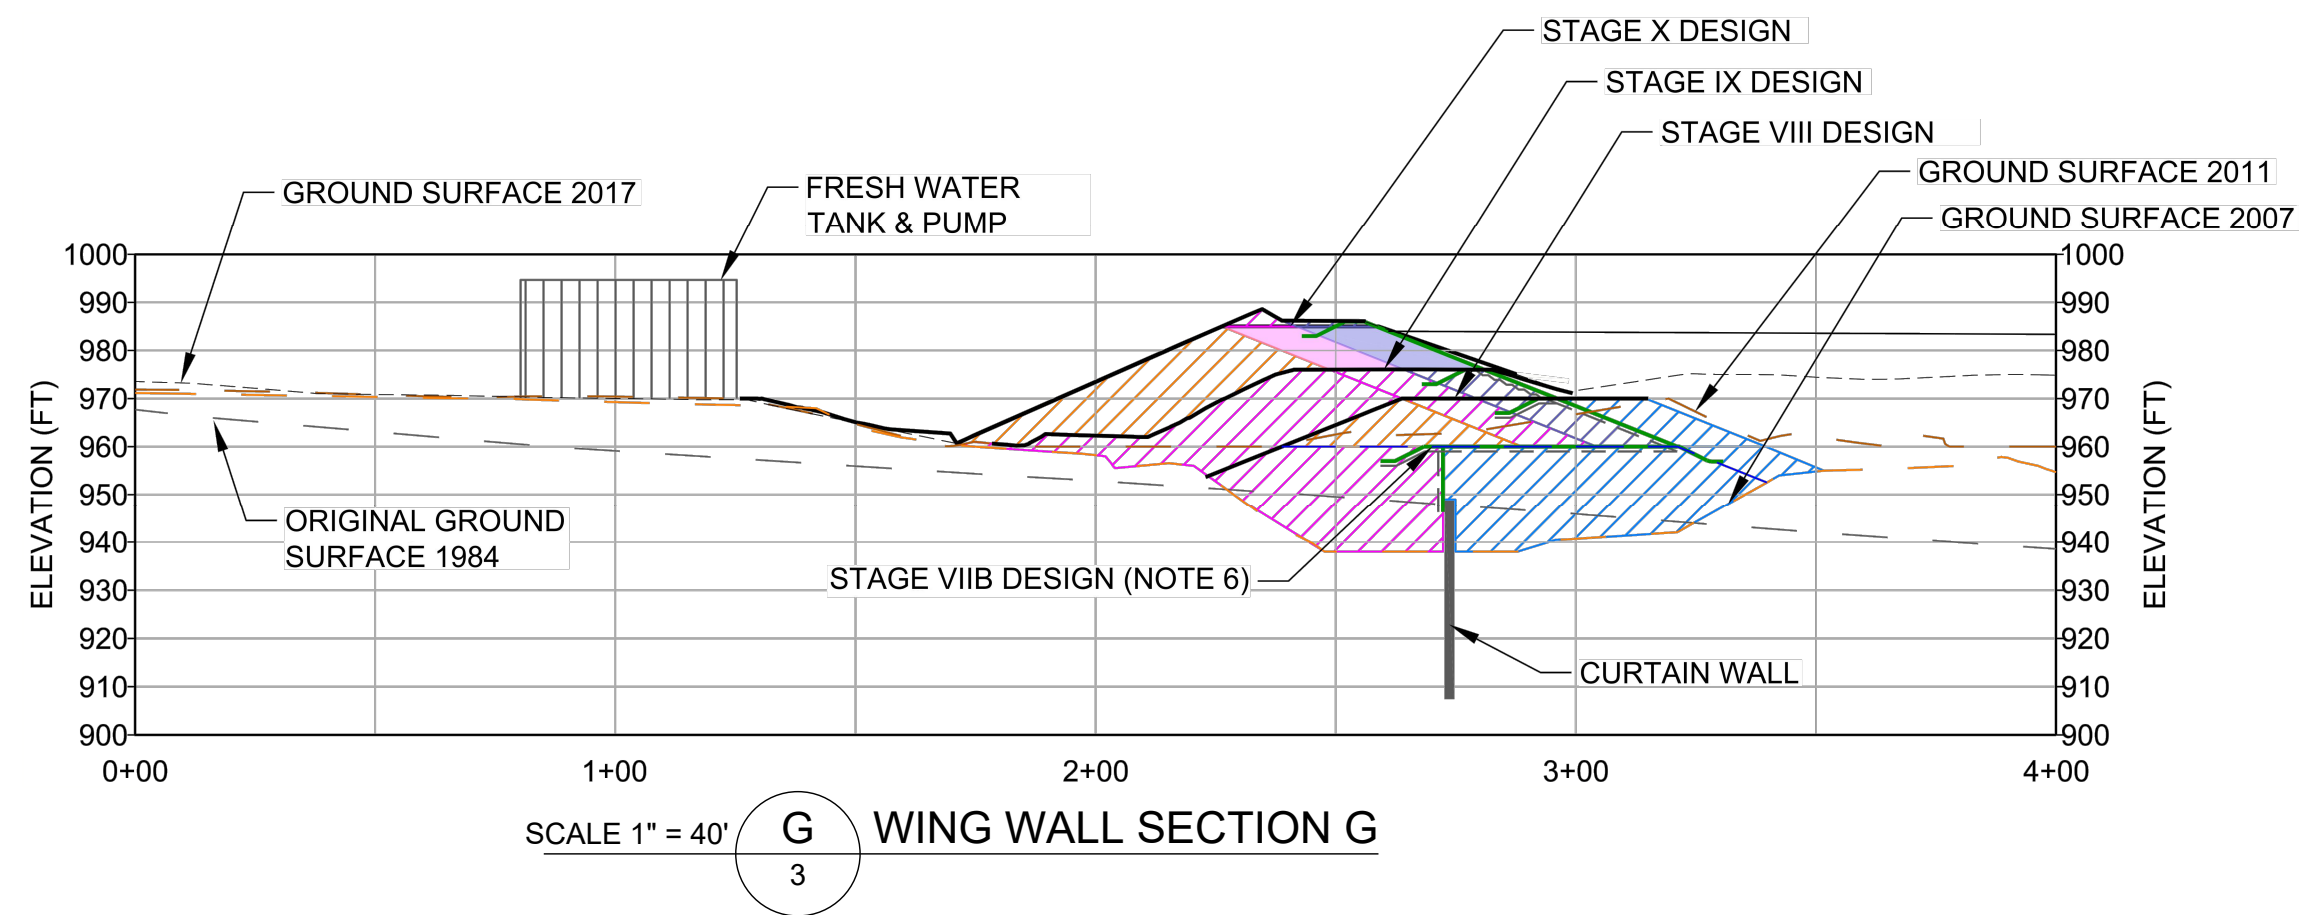 STAGE X DESIGN
STAGE IX DESIGN
STAGE VIII DESIGN
GROUND SURFACE 2011
GROUND SURFACE 2007
GROUND SURFACE 2017
FRESH WATER
TANK & PUMP
1000
990
980
970
960
950
940
930
920
910
900
ELEVATION (FT)
ORIGINAL GROUND
SURFACE 1984
STAGE VIIB DESIGN (NOTE 6)
CURTAIN WALL
1000
990
980
970
960
950
940
930
920
910
900
ELEVATION (FT)
0+00
1+00
2+00
3+00
4+00
SCALE 1" = 40'
G
3
WING WALL SECTION G